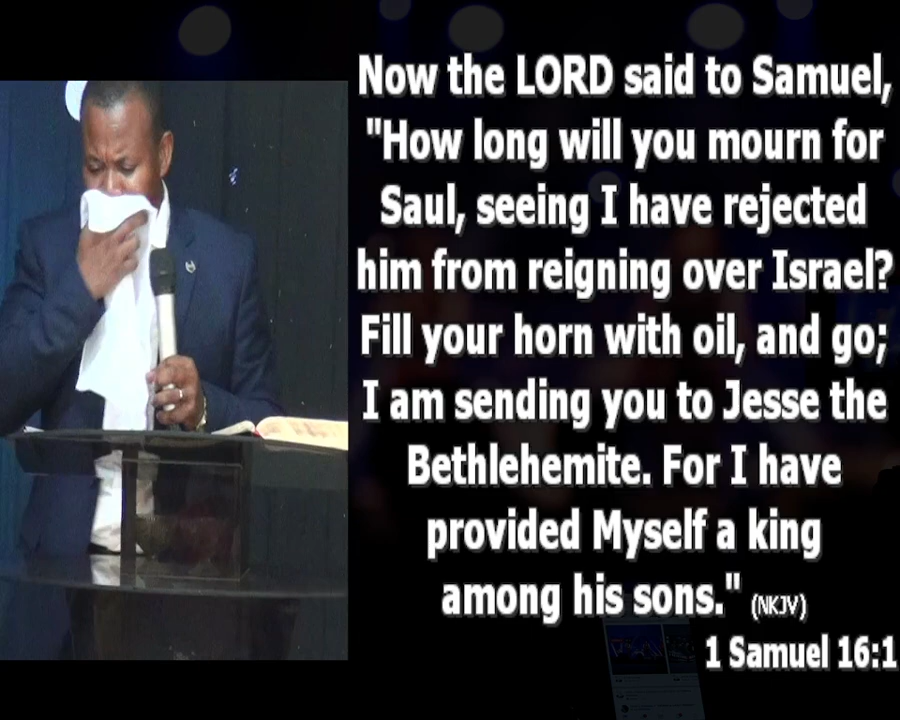 Now the LORD said to Samuel,
"How long will you mourn for
Saul, seeing I have rejected
him from reigning over Israel?
Fill your horn with oil, and go;
I am sending you to Jesse the
Bethlehemite. For I have
provided Myself a king
among his sons." (NKJV)
1 Samuel 16:1